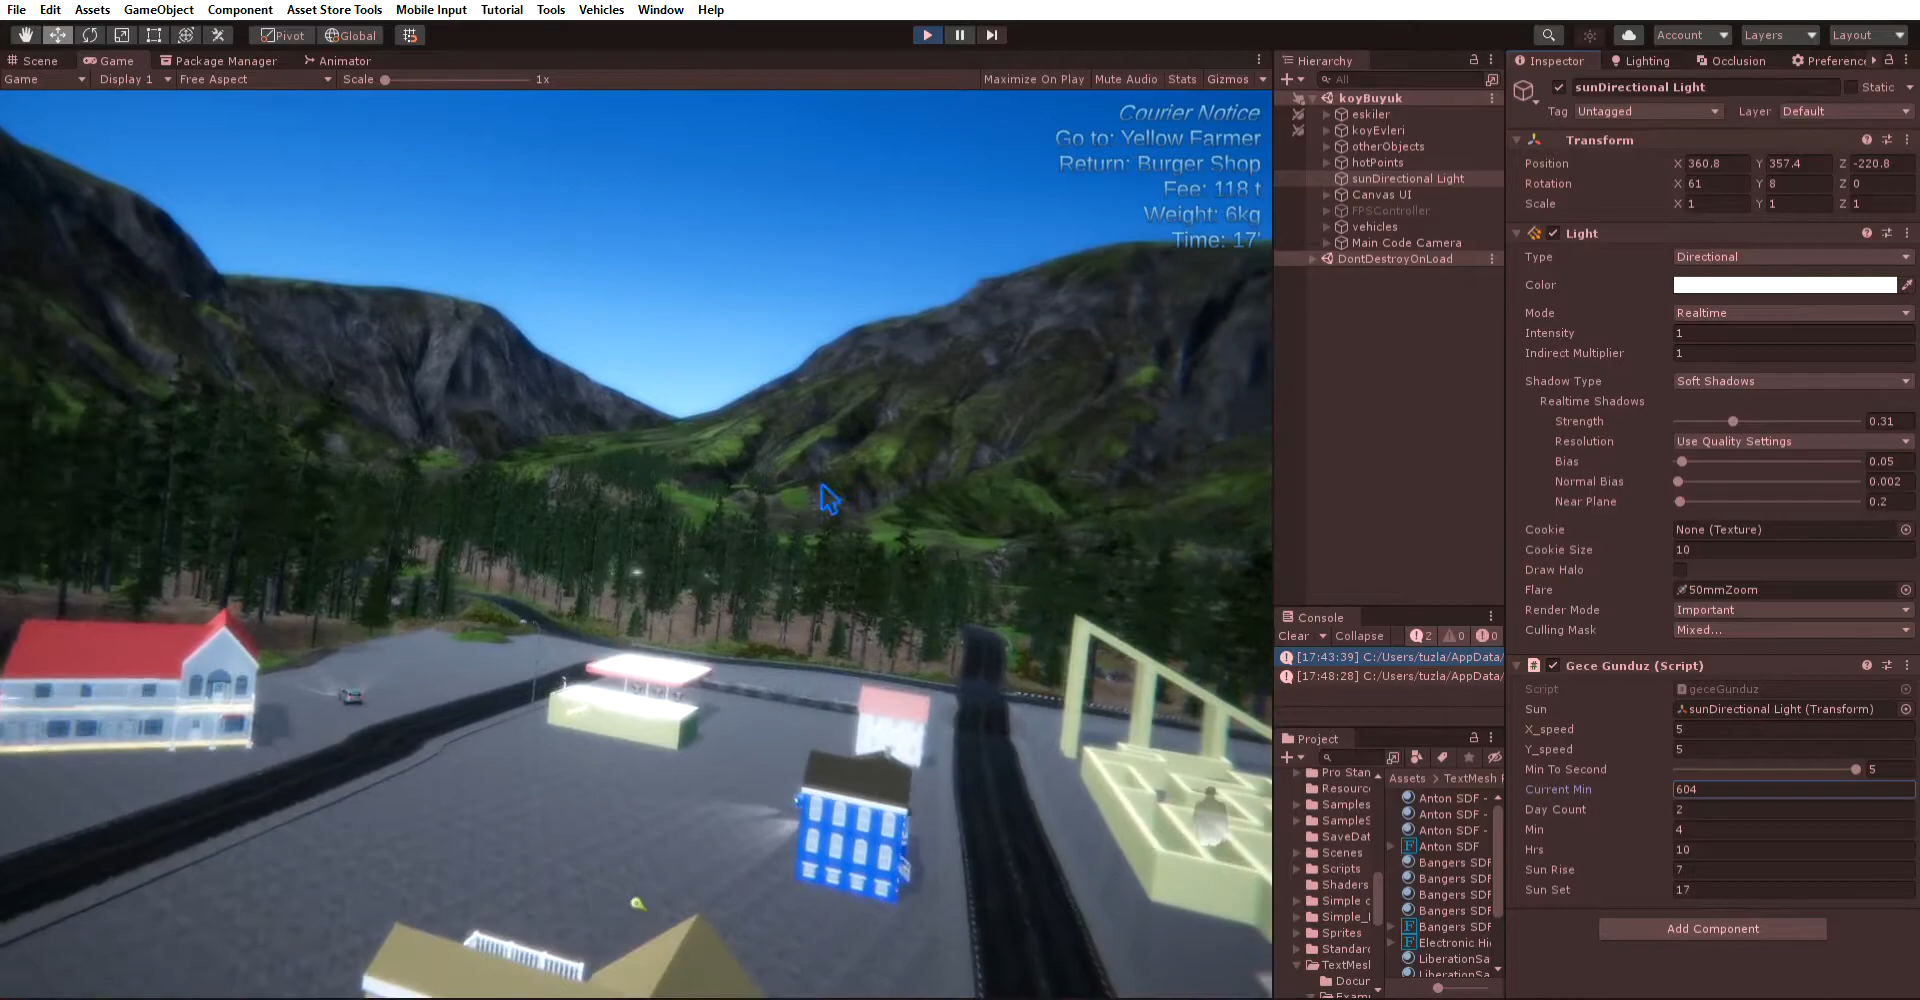 File Edit Assets GameObject Component Asset Store Tools Mobile Input Tutorial Tools Vehicles Window Help
Pivot Global
Account Layers Layout
Scene Game Package Manager Animator
Game Display 1 Free Aspect Scale 1x Maximize On Play Mute Audio Stats Gizmos
Courier Notice
Go to: Yellow Farmer
Return: Burger Shop
Fee: 118 t
Weight: 6kg
Time: 17'
Hierarchy
All
koyBuyuk
eskiler
koyEvleri
otherObjects
hotPoints
sunDirectional Light
Canvas UI
FPSController
vehicles
Main Code Camera
DontDestroyOnLoad
Console
Clear Collapse 2 0 0
[17:43:39] C:/Users/tuzla/AppData/
[17:48:28] C:/Users/tuzla/AppData/
Project
Pro Stan
Resourc
Samples
SampleS
SaveDat
Scenes
Scripts
Shaders
Simple c
Simple_
Sprites
Standard
TextMesl
Docur
Exam
Assets > TextMesh
Anton SDF -
Anton SDF -
Anton SDF -
Anton SDF
Bangers SDF
Bangers SDF
Bangers SDF
Bangers SDF
Bangers SDF
Electronic Hi
LiberationSa
LiberationSa
Inspector Lighting Occlusion Preference
sunDirectional Light Static
Tag Untagged Layer Default
Transform
Position X 360.8 Y 357.4 Z -220.8
Rotation X 61 Y 8 Z 0
Scale X 1 Y 1 Z 1
Light
Type Directional
Color
Mode Realtime
Intensity 1
Indirect Multiplier 1
Shadow Type Soft Shadows
Realtime Shadows
Strength 0.31
Resolution Use Quality Settings
Bias 0.05
Normal Bias 0.002
Near Plane 0.2
Cookie None (Texture)
Cookie Size 10
Draw Halo
Flare 50mmZoom
Render Mode Important
Culling Mask Mixed...
Gece Gunduz (Script)
Script geceGunduz
Sun sunDirectional Light (Transform)
X_speed 5
Y_speed 5
Min To Second 5
Current Min 604
Day Count 2
Min 4
Hrs 10
Sun Rise 7
Sun Set 17
Add Component